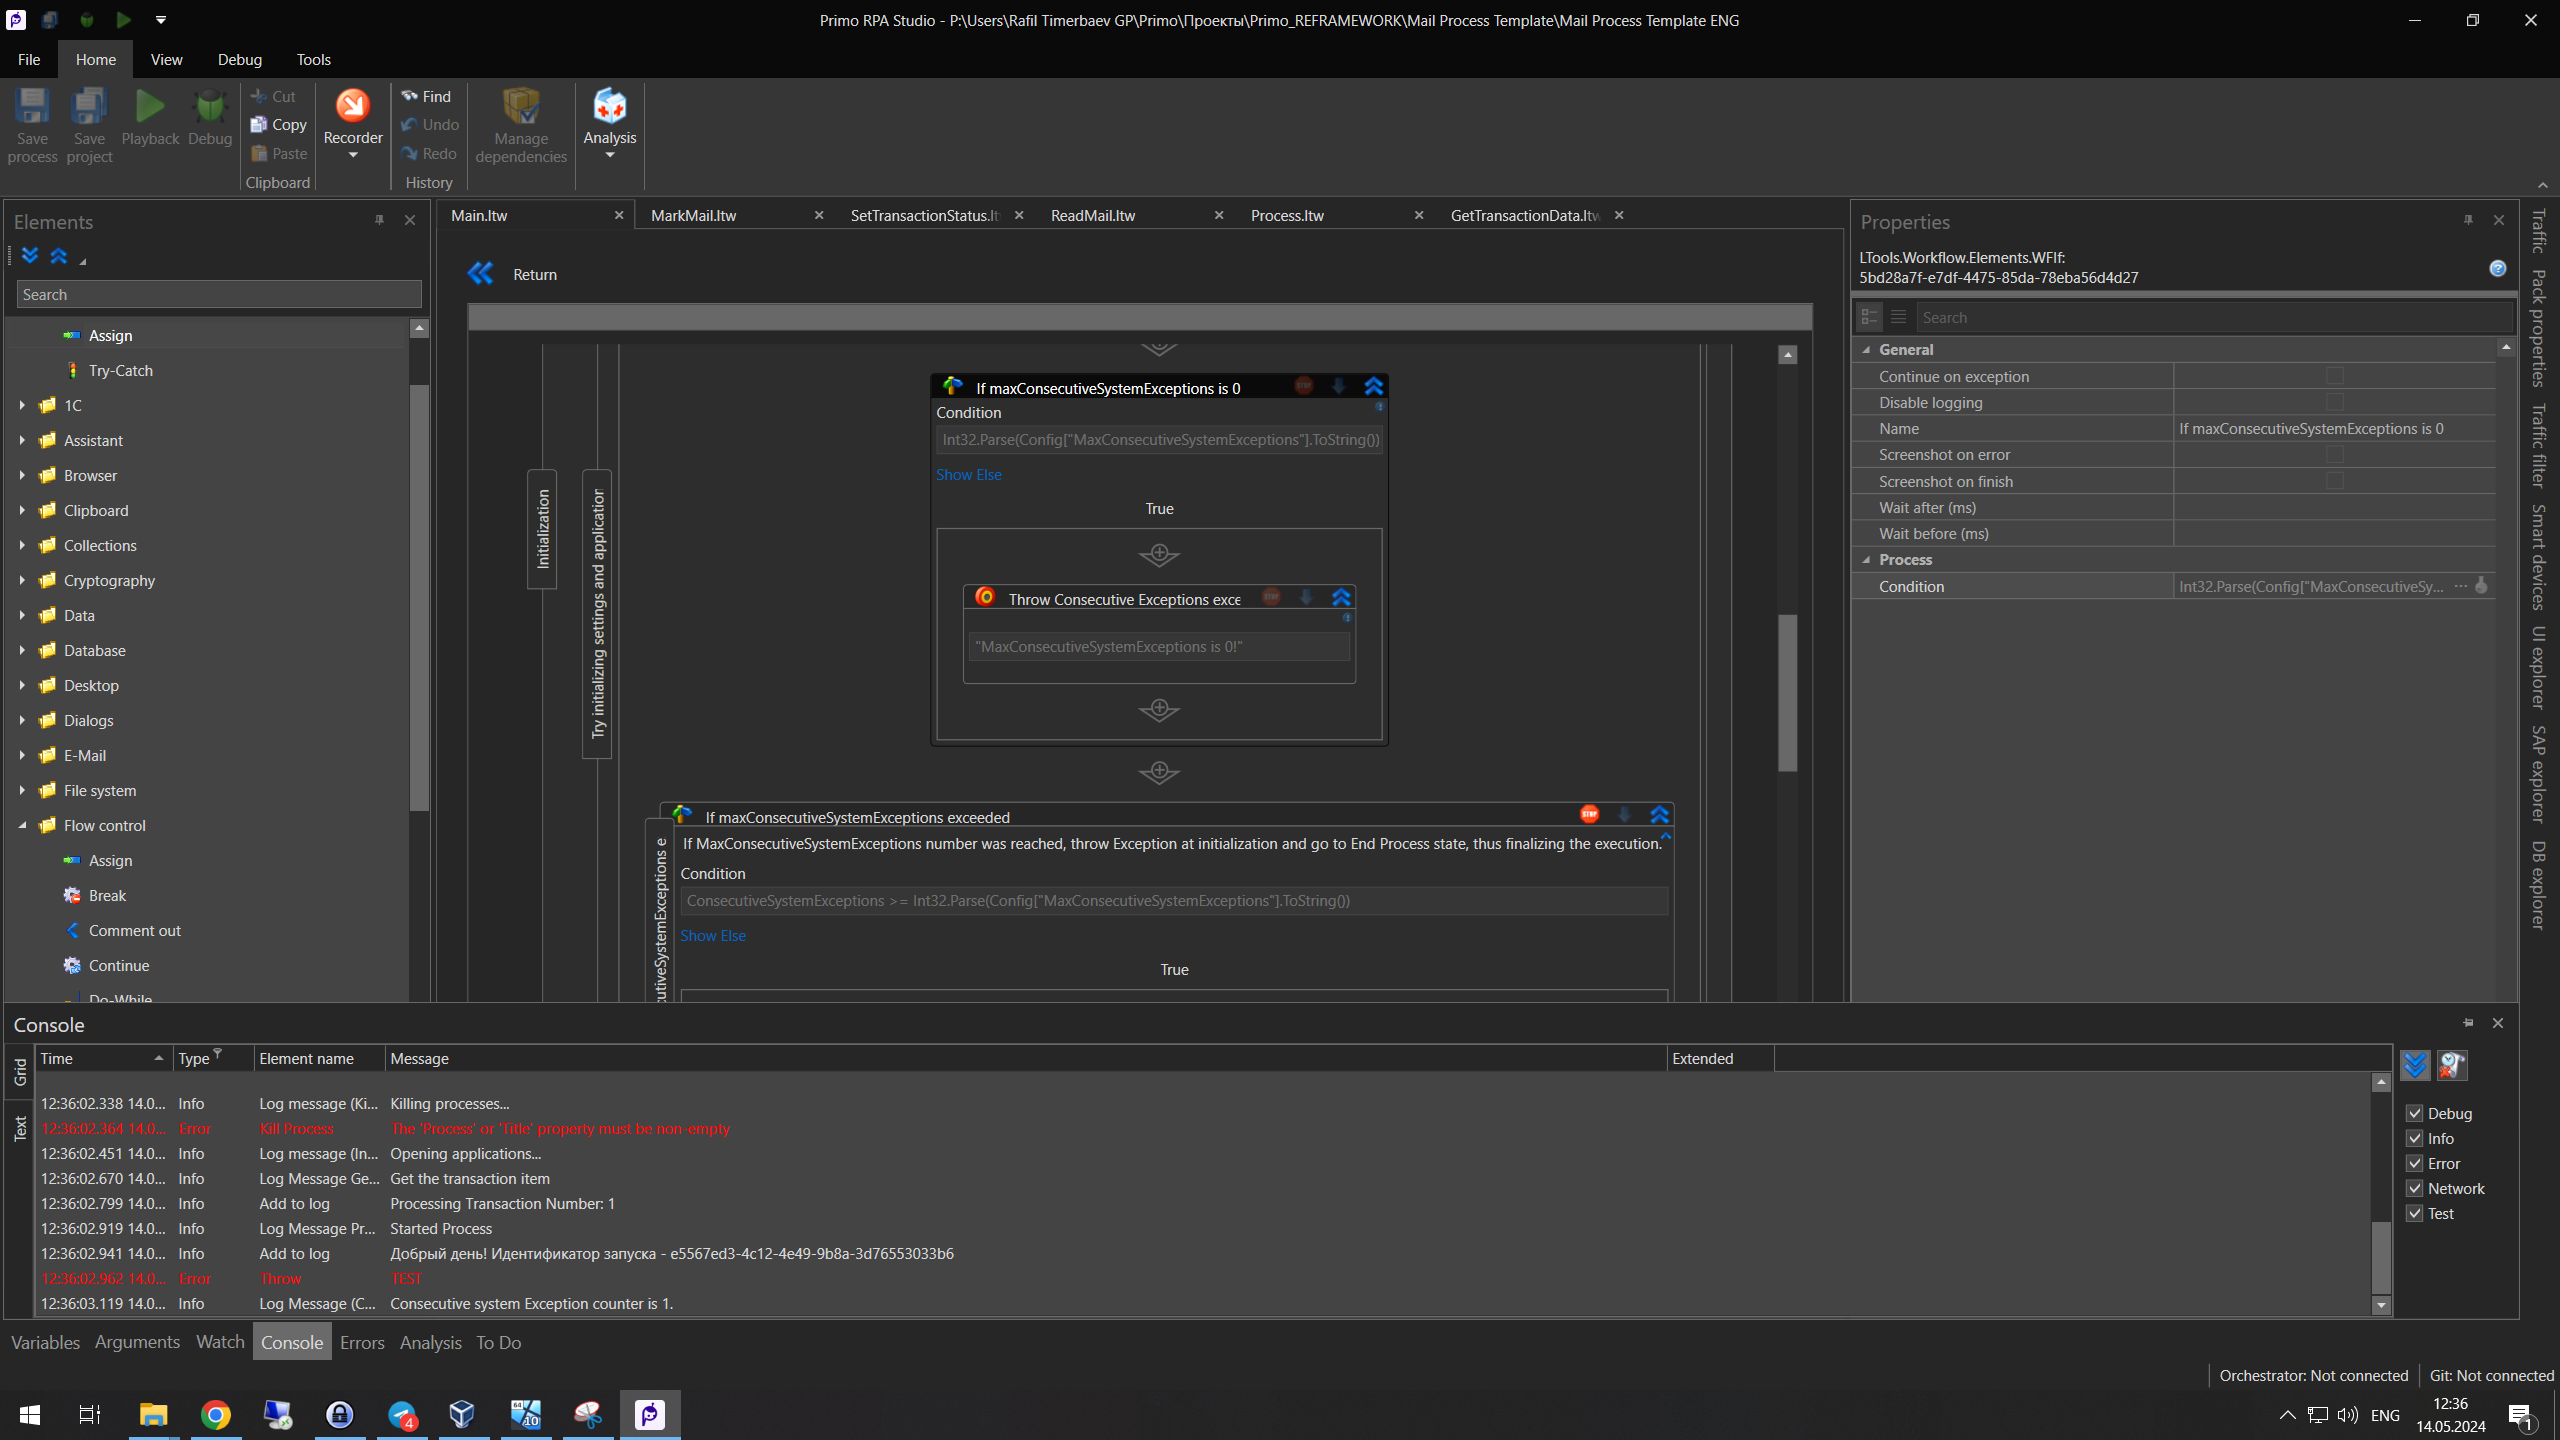 Primo RPA Studio - P:\Users\Rafil Timerbaev GP\Primo\Проекты\Primo_REFRAMEWORK\Mail Process Template\Mail Process Template ENG
File
Home
View
Debug
Tools
Save process
Save project
Playback
Debug
Cut
Copy
Paste
Clipboard
Recorder
Find
Undo
Redo
History
Manage dependencies
Analysis
Elements
Search
Assign
Try-Catch
1C
Assistant
Browser
Clipboard
Collections
Cryptography
Data
Database
Desktop
Dialogs
E-Mail
File system
Flow control
Assign
Break
Comment out
Continue
Do-While
Main.ltw
MarkMail.ltw
SetTransactionStatus.lt
ReadMail.ltw
Process.ltw
GetTransactionData.ltw
Return
Initialization
Try initializing settings and application
If maxConsecutiveSystemExceptions is 0
Condition
Int32.Parse(Config["MaxConsecutiveSystemExceptions"].ToString())
Show Else
True
Throw Consecutive Exceptions exce
"MaxConsecutiveSystemExceptions is 0!"
cutiveSystemExceptions e
If maxConsecutiveSystemExceptions exceeded
If MaxConsecutiveSystemExceptions number was reached, throw Exception at initialization and go to End Process state, thus finalizing the execution.
Condition
ConsecutiveSystemExceptions >= Int32.Parse(Config["MaxConsecutiveSystemExceptions"].ToString())
Show Else
True
Properties
LTools.Workflow.Elements.WFIf:
5bd28a7f-e7df-4475-85da-78eba56d4d27
Search
General
Continue on exception
Disable logging
Name If maxConsecutiveSystemExceptions is 0
Screenshot on error
Screenshot on finish
Wait after (ms)
Wait before (ms)
Process
Condition Int32.Parse(Config["MaxConsecutiveSy...
Traffic
Pack properties
Traffic filter
Smart devices
UI explorer
SAP explorer
DB explorer
Console
Grid
Text
Time Type Element name Message Extended
12:36:02.338 14.0... Info Log message (Ki... Killing processes...
12:36:02.364 14.0... Error Kill Process The 'Process' or 'Title' property must be non-empty
12:36:02.451 14.0... Info Log message (In... Opening applications...
12:36:02.670 14.0... Info Log Message Ge... Get the transaction item
12:36:02.799 14.0... Info Add to log Processing Transaction Number: 1
12:36:02.919 14.0... Info Log Message Pr... Started Process
12:36:02.941 14.0... Info Add to log Добрый день! Идентификатор запуска - e5567ed3-4c12-4e49-9b8a-3d76553033b6
12:36:02.962 14.0... Error Throw TEST
12:36:03.119 14.0... Info Log Message (C... Consecutive system Exception counter is 1.
Debug
Info
Error
Network
Test
Variables
Arguments
Watch
Console
Errors
Analysis
To Do
Orchestrator: Not connected
Git: Not connected
4
64
10
ENG
12:36
14.05.2024
1